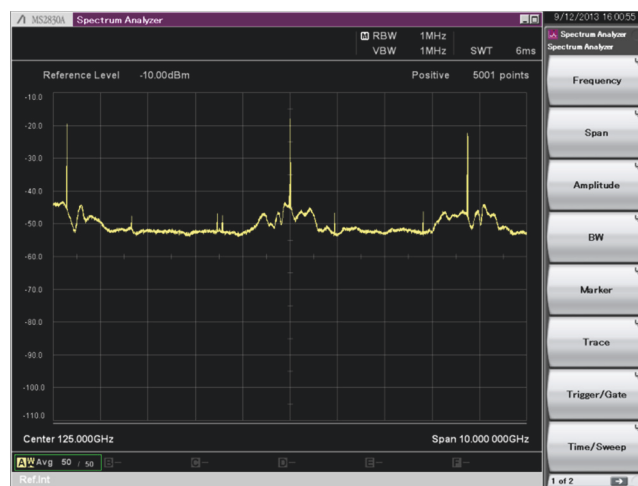 MS2830A Spectrum Analyzer
9/12/2013 16:00:55
M RBW 1MHz
VBW 1MHz SWT 6ms
Reference Level -10.00dBm Positive 5001 points
Spectrum Analyzer
Spectrum Analyzer
-10.0
-20.0
-30.0
-40.0
-50.0
-60.0
-70.0
-80.0
-90.0
-100.0
-110.0
Center 125.000GHz Span 10.000 000GHz
A W Avg 50 / 50
Ref.Int
Frequency
Span
Amplitude
BW
Marker
Trace
Trigger/Gate
Time/Sweep
1 of 2